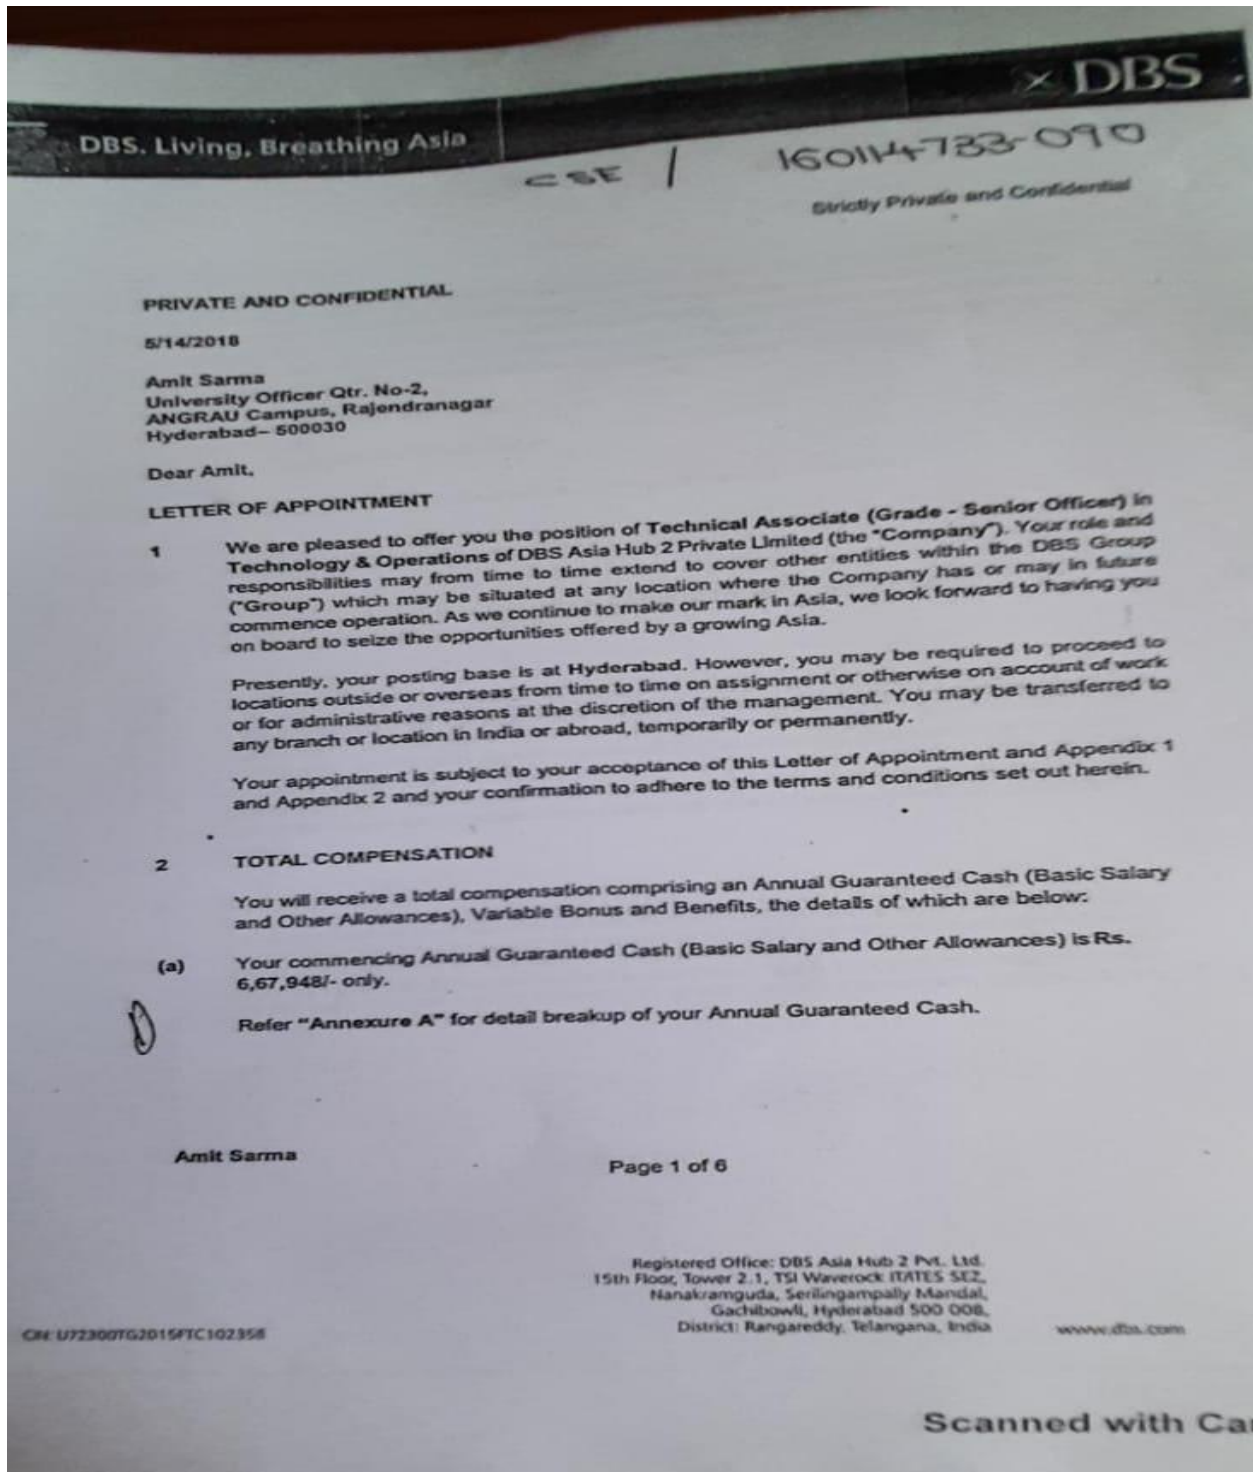 DBS
DBS. Living, Breathing Asia
CSE / 160114-733-090
Strictly Private and Confidential
PRIVATE AND CONFIDENTIAL
5/14/2018
Amit Sarma
University Officer Qtr. No-2,
ANGRAU Campus, Rajendranagar
Hyderabad– 500030
Dear Amit,
LETTER OF APPOINTMENT
1 We are pleased to offer you the position of Technical Associate (Grade - Senior Officer) in
Technology & Operations of DBS Asia Hub 2 Private Limited (the "Company"). Your role and
responsibilities may from time to time extend to cover other entities within the DBS Group
("Group") which may be situated at any location where the Company has or may in future
commence operation. As we continue to make our mark in Asia, we look forward to having you
on board to seize the opportunities offered by a growing Asia.
Presently, your posting base is at Hyderabad. However, you may be required to proceed to
locations outside or overseas from time to time on assignment or otherwise on account of work
or for administrative reasons at the discretion of the management. You may be transferred to
any branch or location in India or abroad, temporarily or permanently.
Your appointment is subject to your acceptance of this Letter of Appointment and Appendix 1
and Appendix 2 and your confirmation to adhere to the terms and conditions set out herein.
2 TOTAL COMPENSATION
You will receive a total compensation comprising an Annual Guaranteed Cash (Basic Salary
and Other Allowances), Variable Bonus and Benefits, the details of which are below:
(a) Your commencing Annual Guaranteed Cash (Basic Salary and Other Allowances) is Rs.
6,67,948/- only.
Refer "Annexure A" for detail breakup of your Annual Guaranteed Cash.
Amit Sarma
Page 1 of 6
Registered Office: DBS Asia Hub 2 Pvt. Ltd.
15th Floor, Tower 2.1, TSI Waverock IT/ITES SEZ,
Nanakramguda, Serilingampally Mandal,
Gachibowli, Hyderabad 500 008,
District: Rangareddy, Telangana, India
CIN: U72300TG2015FTC102358
www.dbs.com
Scanned with